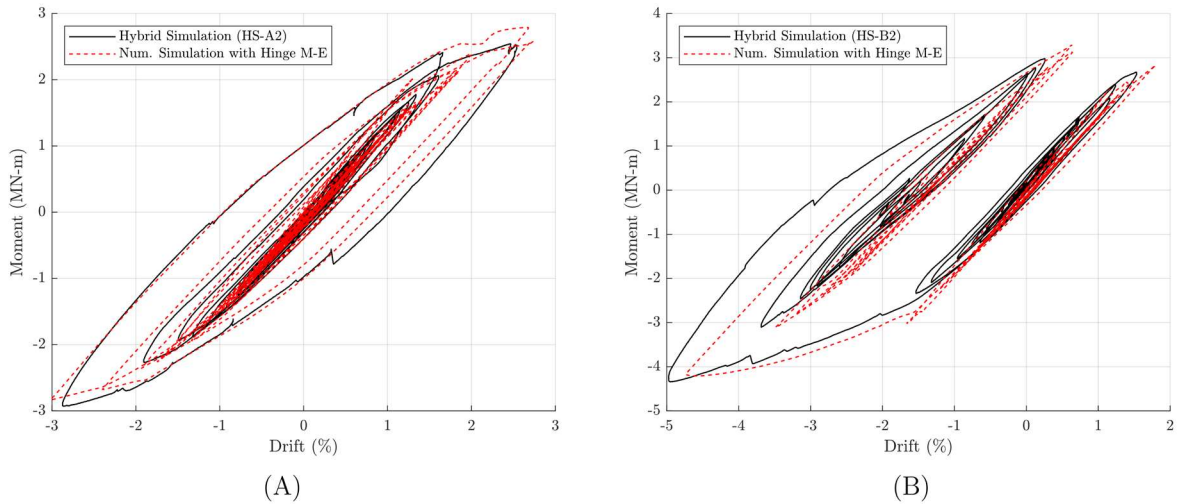 Hybrid Simulation (HS-A2)
Num. Simulation with Hinge M-E
Moment (MN-m)
3
2
1
0
-1
-2
-3
-3 -2 -1 0 1 2 3
Drift (%)
(A)
Hybrid Simulation (HS-B2)
Num. Simulation with Hinge M-E
Moment (MN-m)
4
3
2
1
0
-1
-2
-3
-4
-5
-5 -4 -3 -2 -1 0 1 2
Drift (%)
(B)